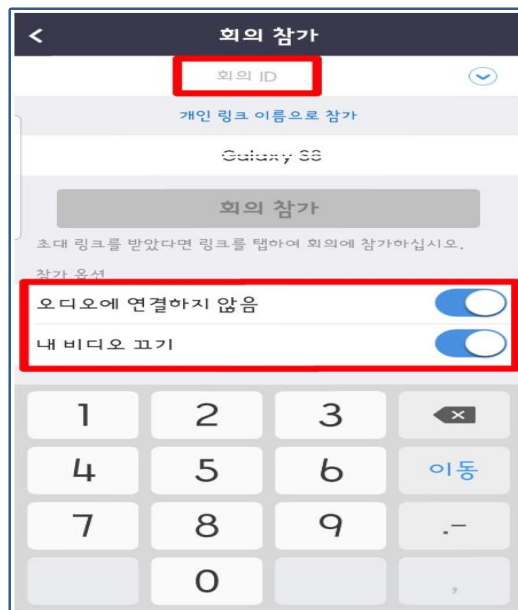 회의 참가
회의 ID
개인 링크 이름으로 참가
Galaxy S8
회의 참가
초대 링크를 받았다면 링크를 탭하여 회의에 참가하십시오.
참가 옵션
오디오에 연결하지 않음
내 비디오 끄기
1 2 3
4 5 6 이동
7 8 9 .-
0 ,